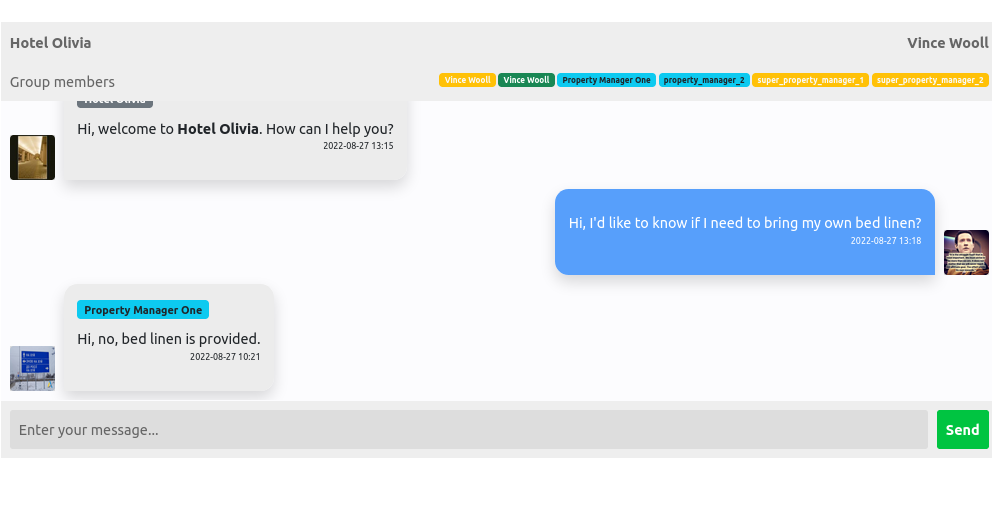 Hotel Olivia
Vince Wooll
Group members
Vince Wooll
Vince Wooll
Property Manager One
property_manager_2
super_property_manager_1
super_property_manager_2
Hotel Olivia
Hi, welcome to Hotel Olivia. How can I help you?
2022-08-27 13:15
Hi, I'd like to know if I need to bring my own bed linen?
2022-08-27 13:18
Property Manager One
Hi, no, bed linen is provided.
2022-08-27 10:21
Enter your message...
Send